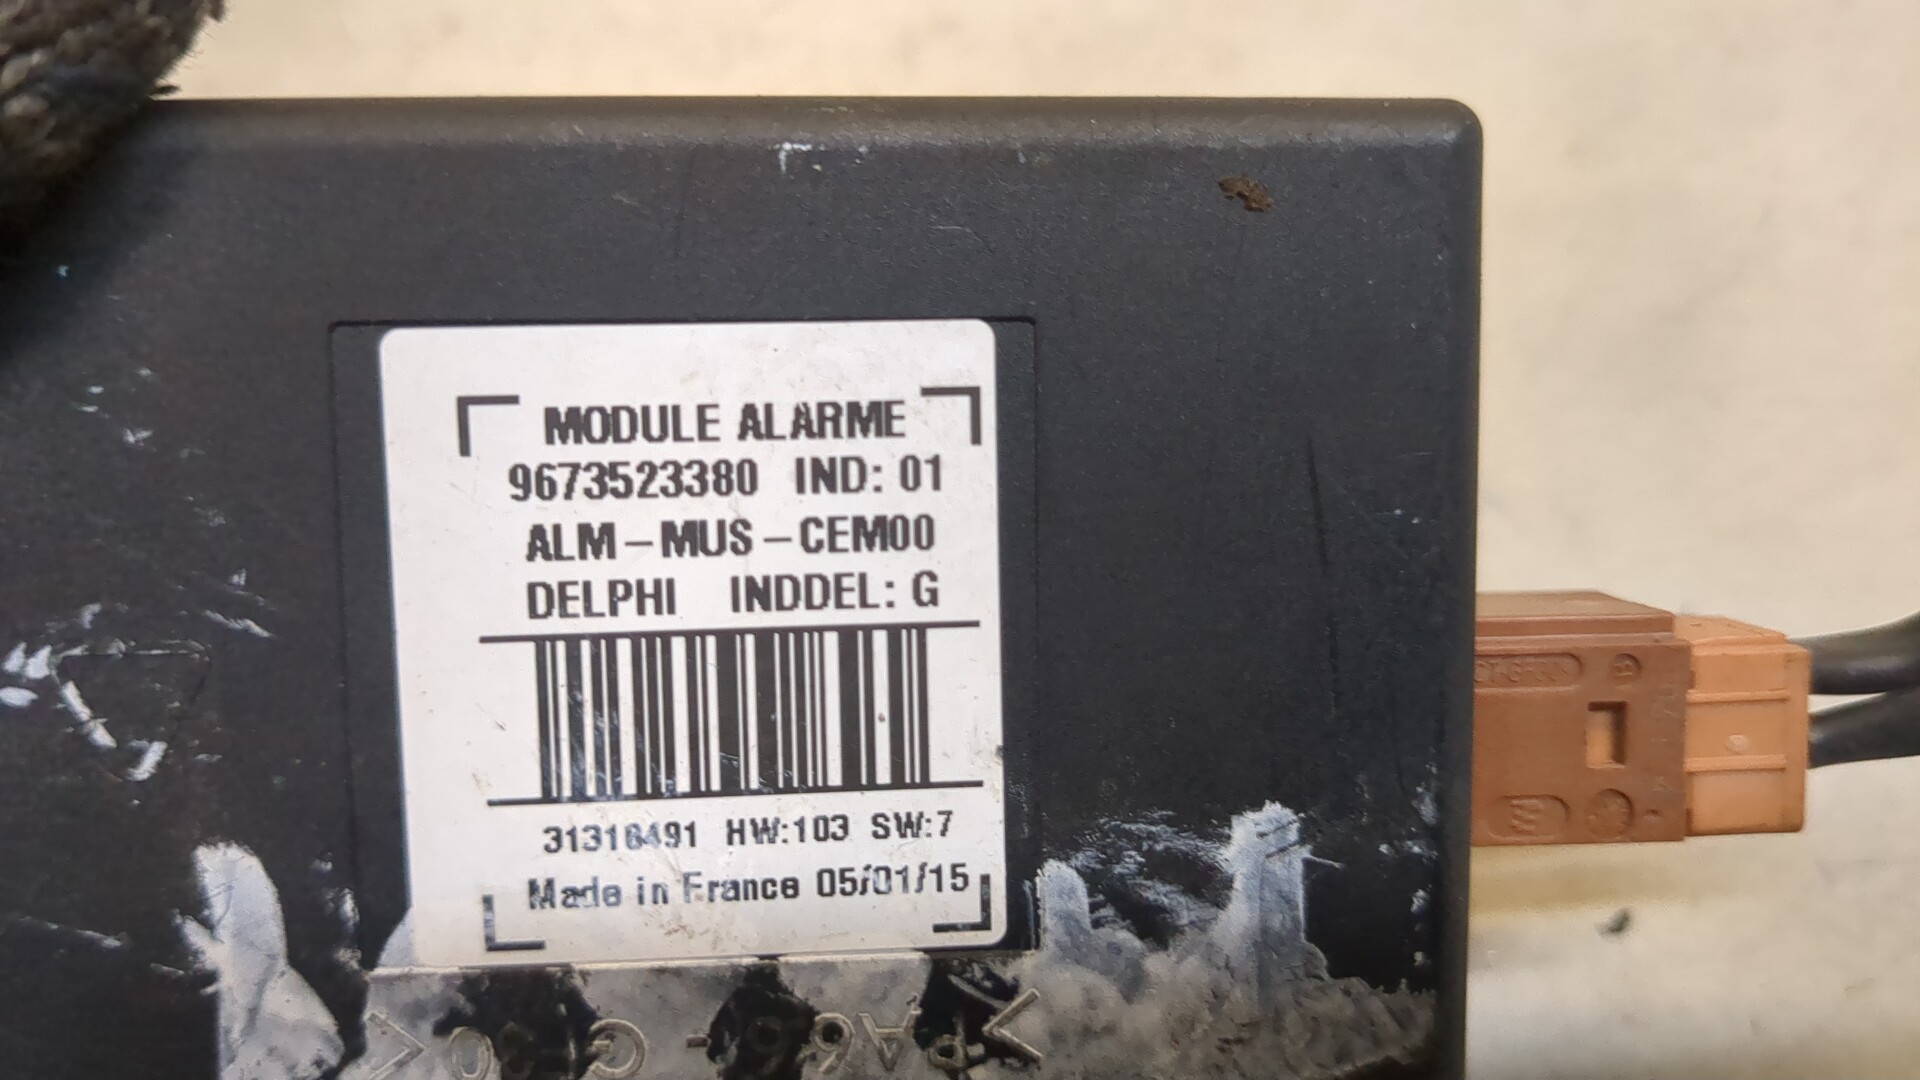 MODULE ALARME
9673523380 IND: 01
ALM-MUS-CEM00
DELPHI INDDEL: G
31316491 HW:103 SW:7
Made in France 05/01/15